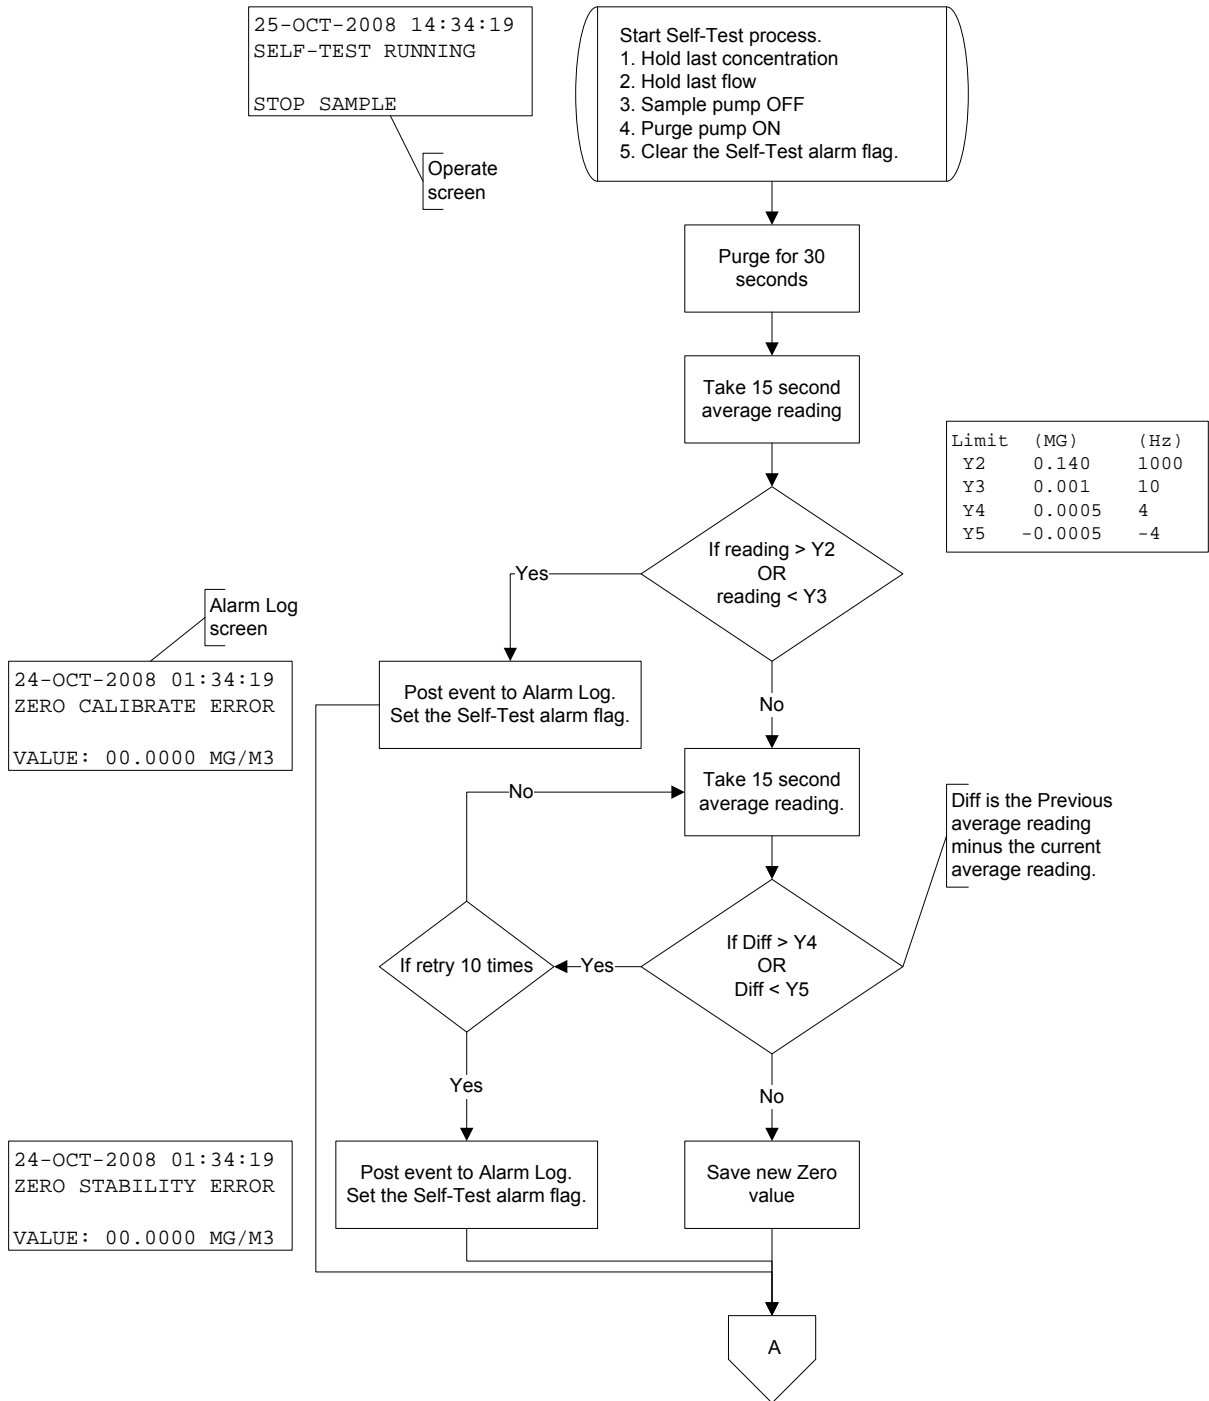 25-OCT-2008 14:34:19
SELF-TEST RUNNING
STOP SAMPLE
Operate
screen
Start Self-Test process.
1. Hold last concentration
2. Hold last flow
3. Sample pump OFF
4. Purge pump ON
5. Clear the Self-Test alarm flag.
Purge for 30
seconds
Take 15 second
average reading
Limit (MG) (Hz)
Y2 0.140 1000
Y3 0.001 10
Y4 0.0005 4
Y5 -0.0005 -4
If reading > Y2
OR
reading < Y3
Yes
No
Alarm Log
screen
24-OCT-2008 01:34:19
ZERO CALIBRATE ERROR
VALUE: 00.0000 MG/M3
Post event to Alarm Log.
Set the Self-Test alarm flag.
Take 15 second
average reading.
No
Diff is the Previous
average reading
minus the current
average reading.
If Diff > Y4
OR
Diff < Y5
Yes
If retry 10 times
Yes
No
24-OCT-2008 01:34:19
ZERO STABILITY ERROR
VALUE: 00.0000 MG/M3
Post event to Alarm Log.
Set the Self-Test alarm flag.
Save new Zero
value
A